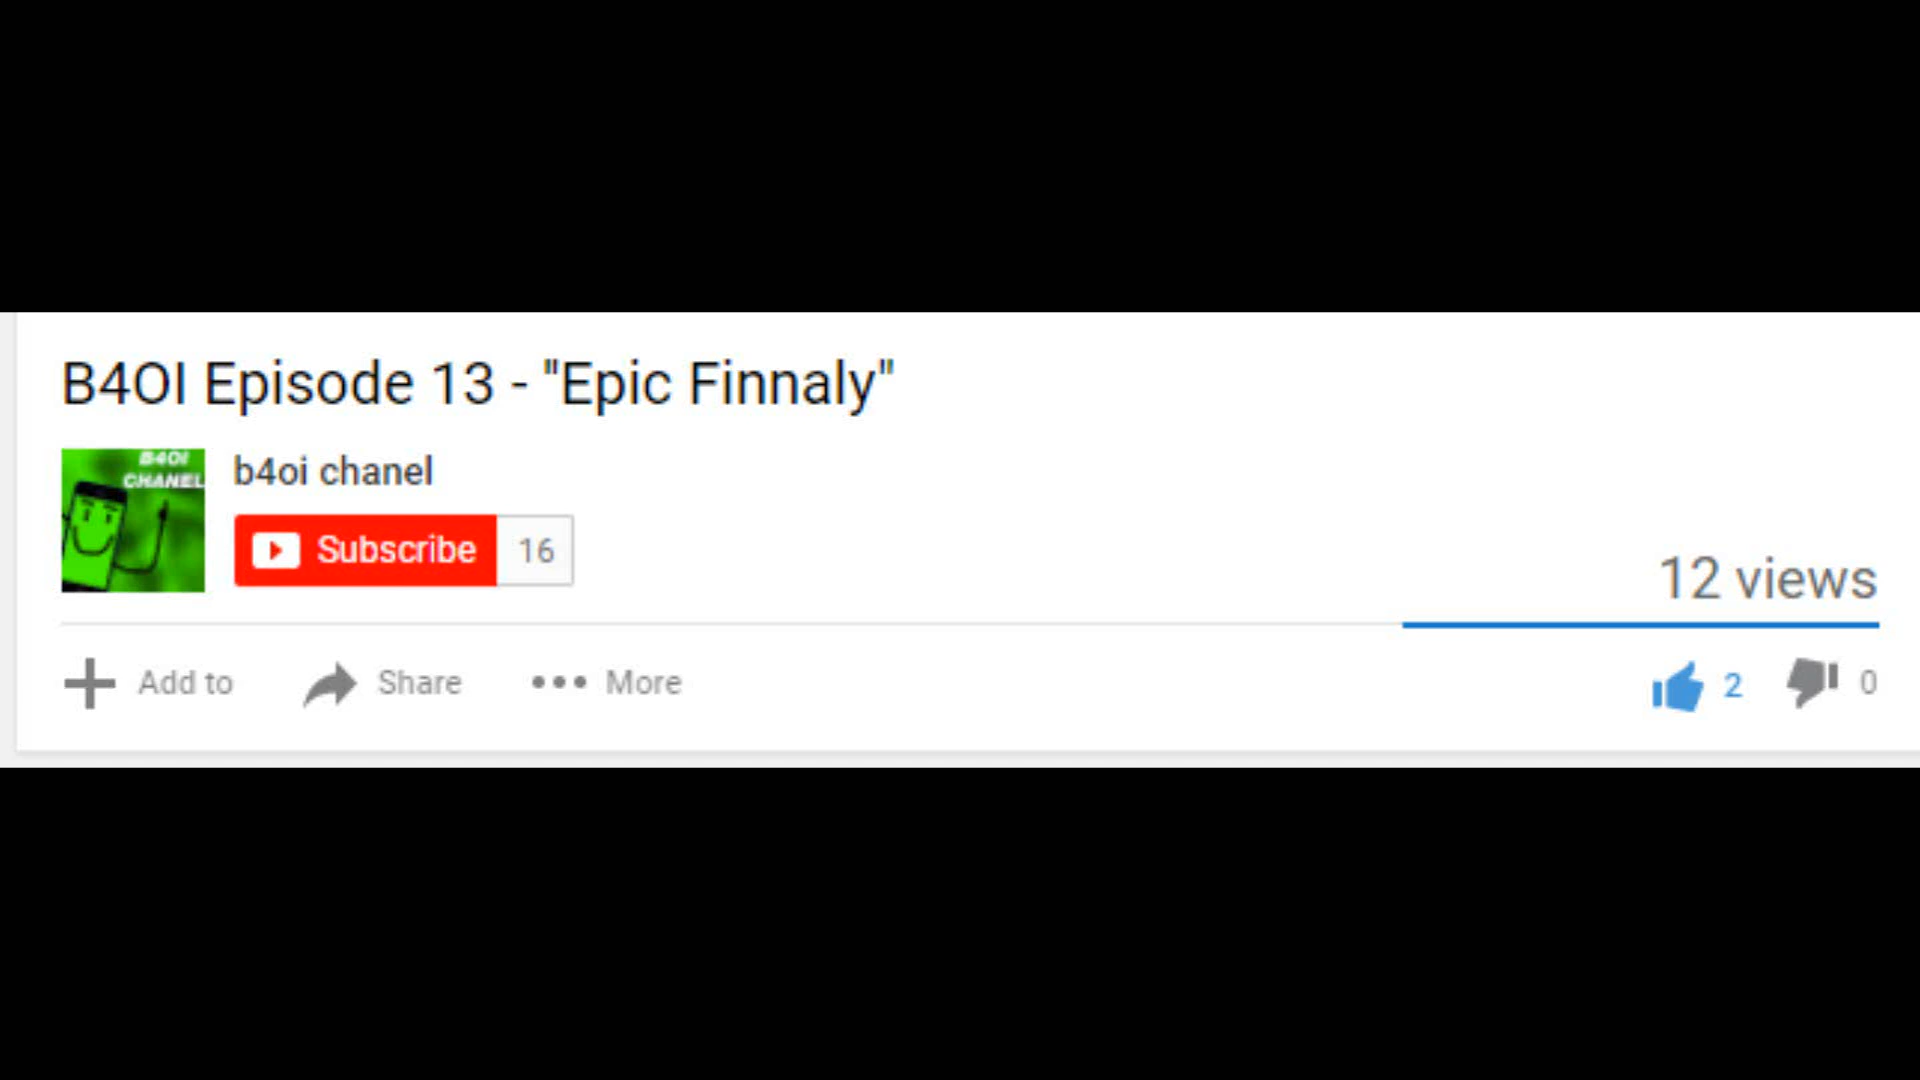 B4OI Episode 13 - "Epic Finnaly"
B4OI
CHANEL
b4oi chanel
Subscribe 16
12 views
Add to Share More 2 0